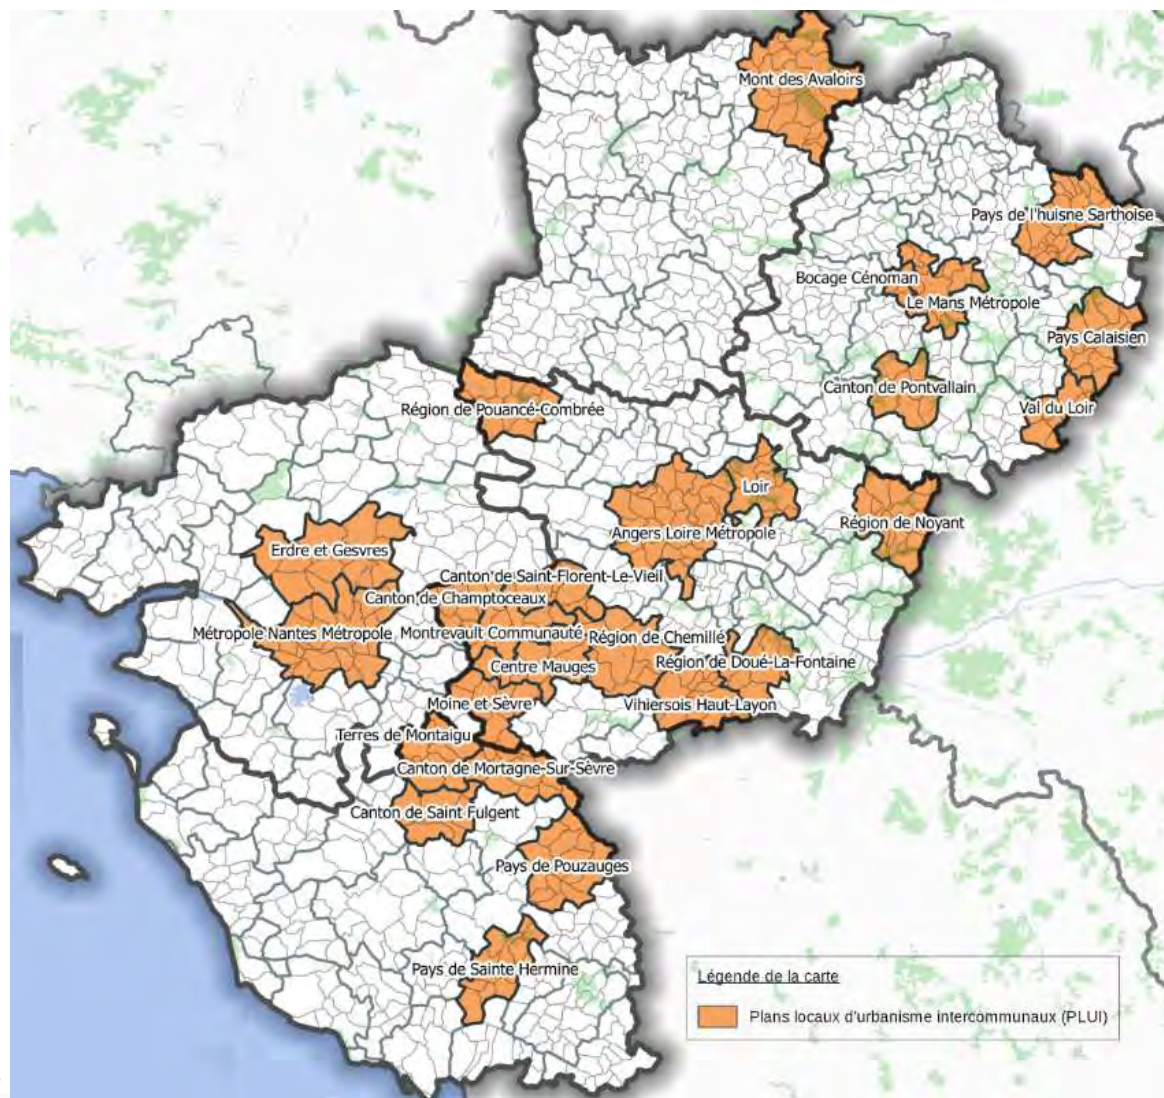 Mont des Avaloirs
Pays de l'huisne Sarthoise
Bocage Cénoman
Le Mans Métropole
Pays Calaisien
Canton de Pontvallain
Val du Loir
Région de Pouancé-Combrée
Loir
Région de Noyant
Angers Loire Métropole
Erdre et Gesvres
Canton de Saint-Florent-Le-Vieil
Canton de Champtoceaux
Métropole Nantes Métropole
Montrevault Communauté
Région de Chemillé
Centre Mauges
Région de Doué-La-Fontaine
Moine et Sèvre
Vihiersois Haut-Layon
Terres de Montaigu
Canton de Mortagne-Sur-Sèvre
Canton de Saint Fulgent
Pays de Pouzauges
Pays de Sainte Hermine
Légende de la carte
Plans locaux d'urbanisme intercommunaux (PLUI)